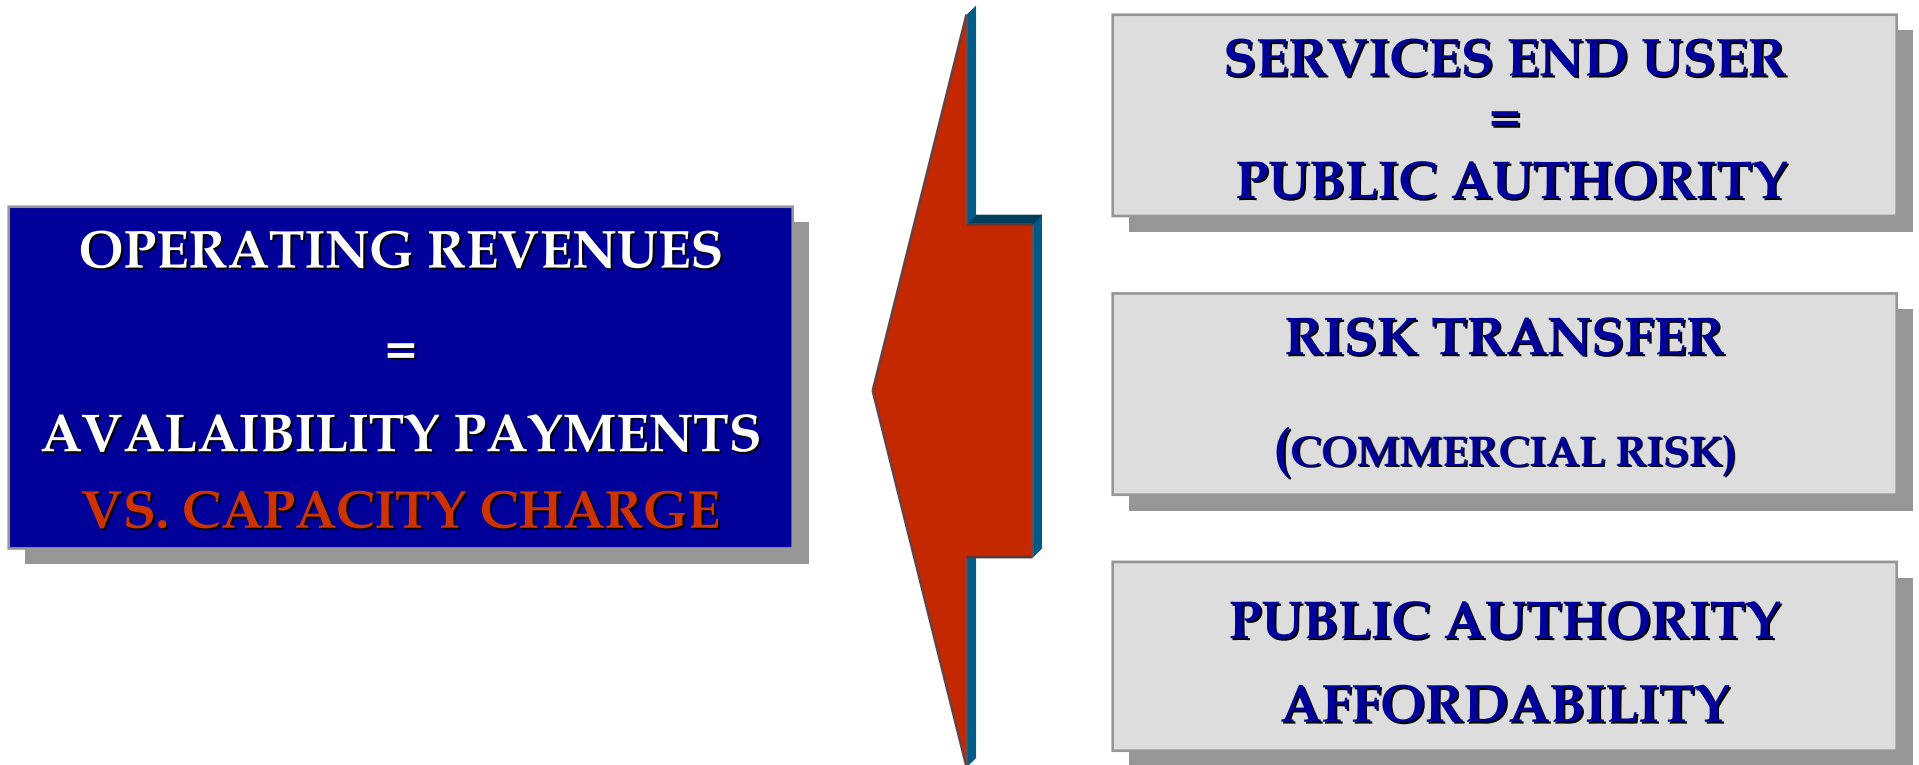 OPERATING REVENUES
=
AVALAIBILITY PAYMENTS
VS. CAPACITY CHARGE
SERVICES END USER
=
PUBLIC AUTHORITY
RISK TRANSFER
(COMMERCIAL RISK)
PUBLIC AUTHORITY
AFFORDABILITY